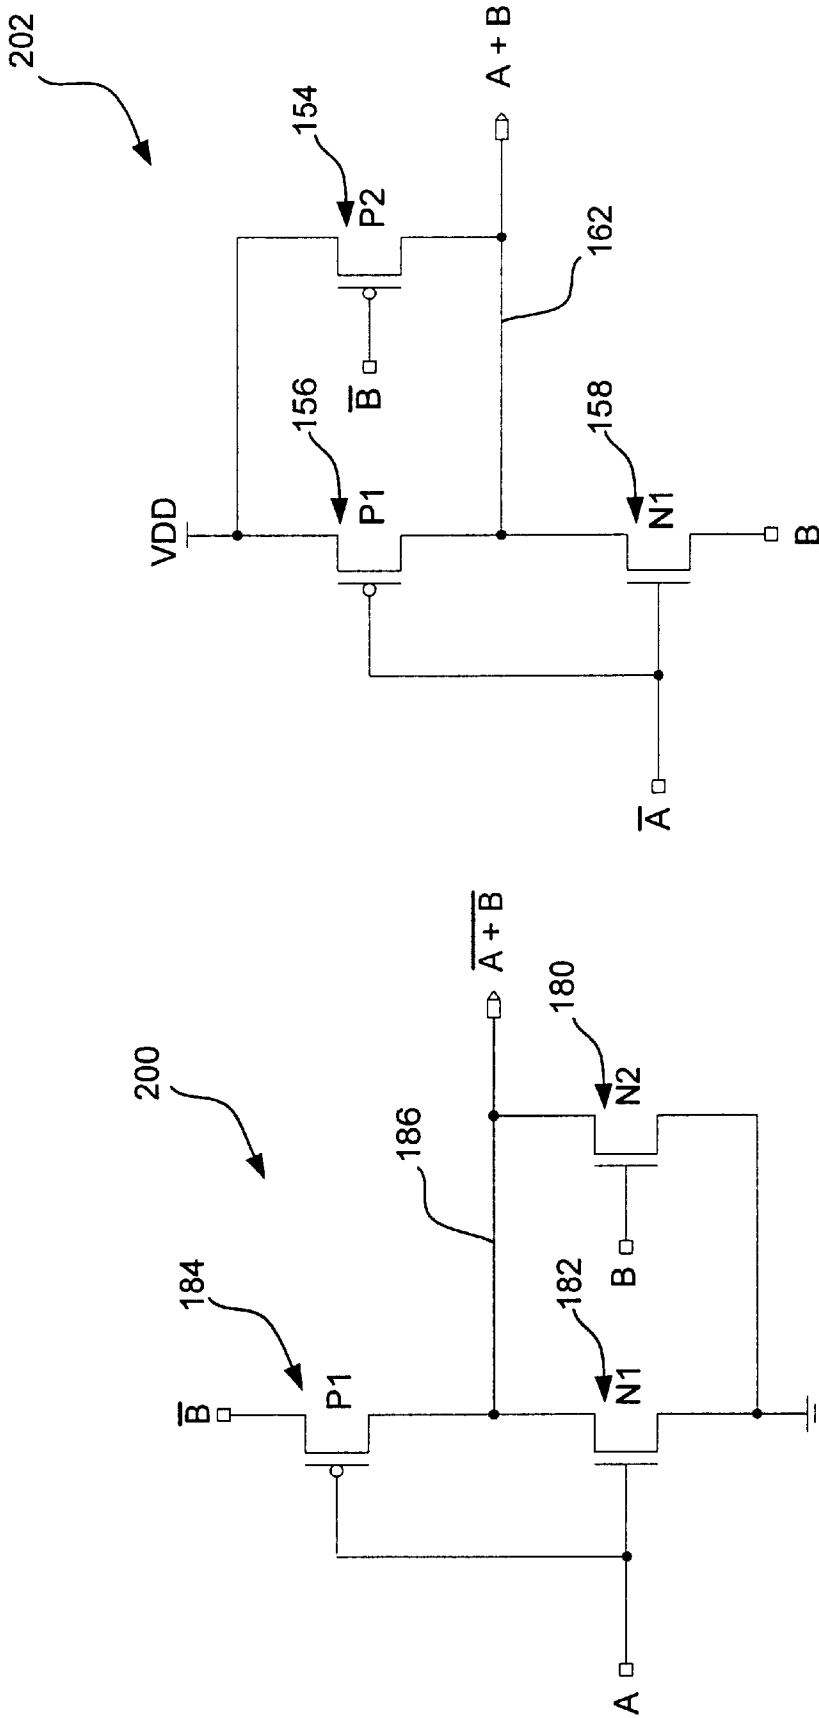 200
B̅
184
P1
186
A̅ ̅+̅ ̅B̅
182
N1
180
N2
B
A
202
VDD
156
P1
154
P2
B̅
A + B
162
158
N1
A̅
B